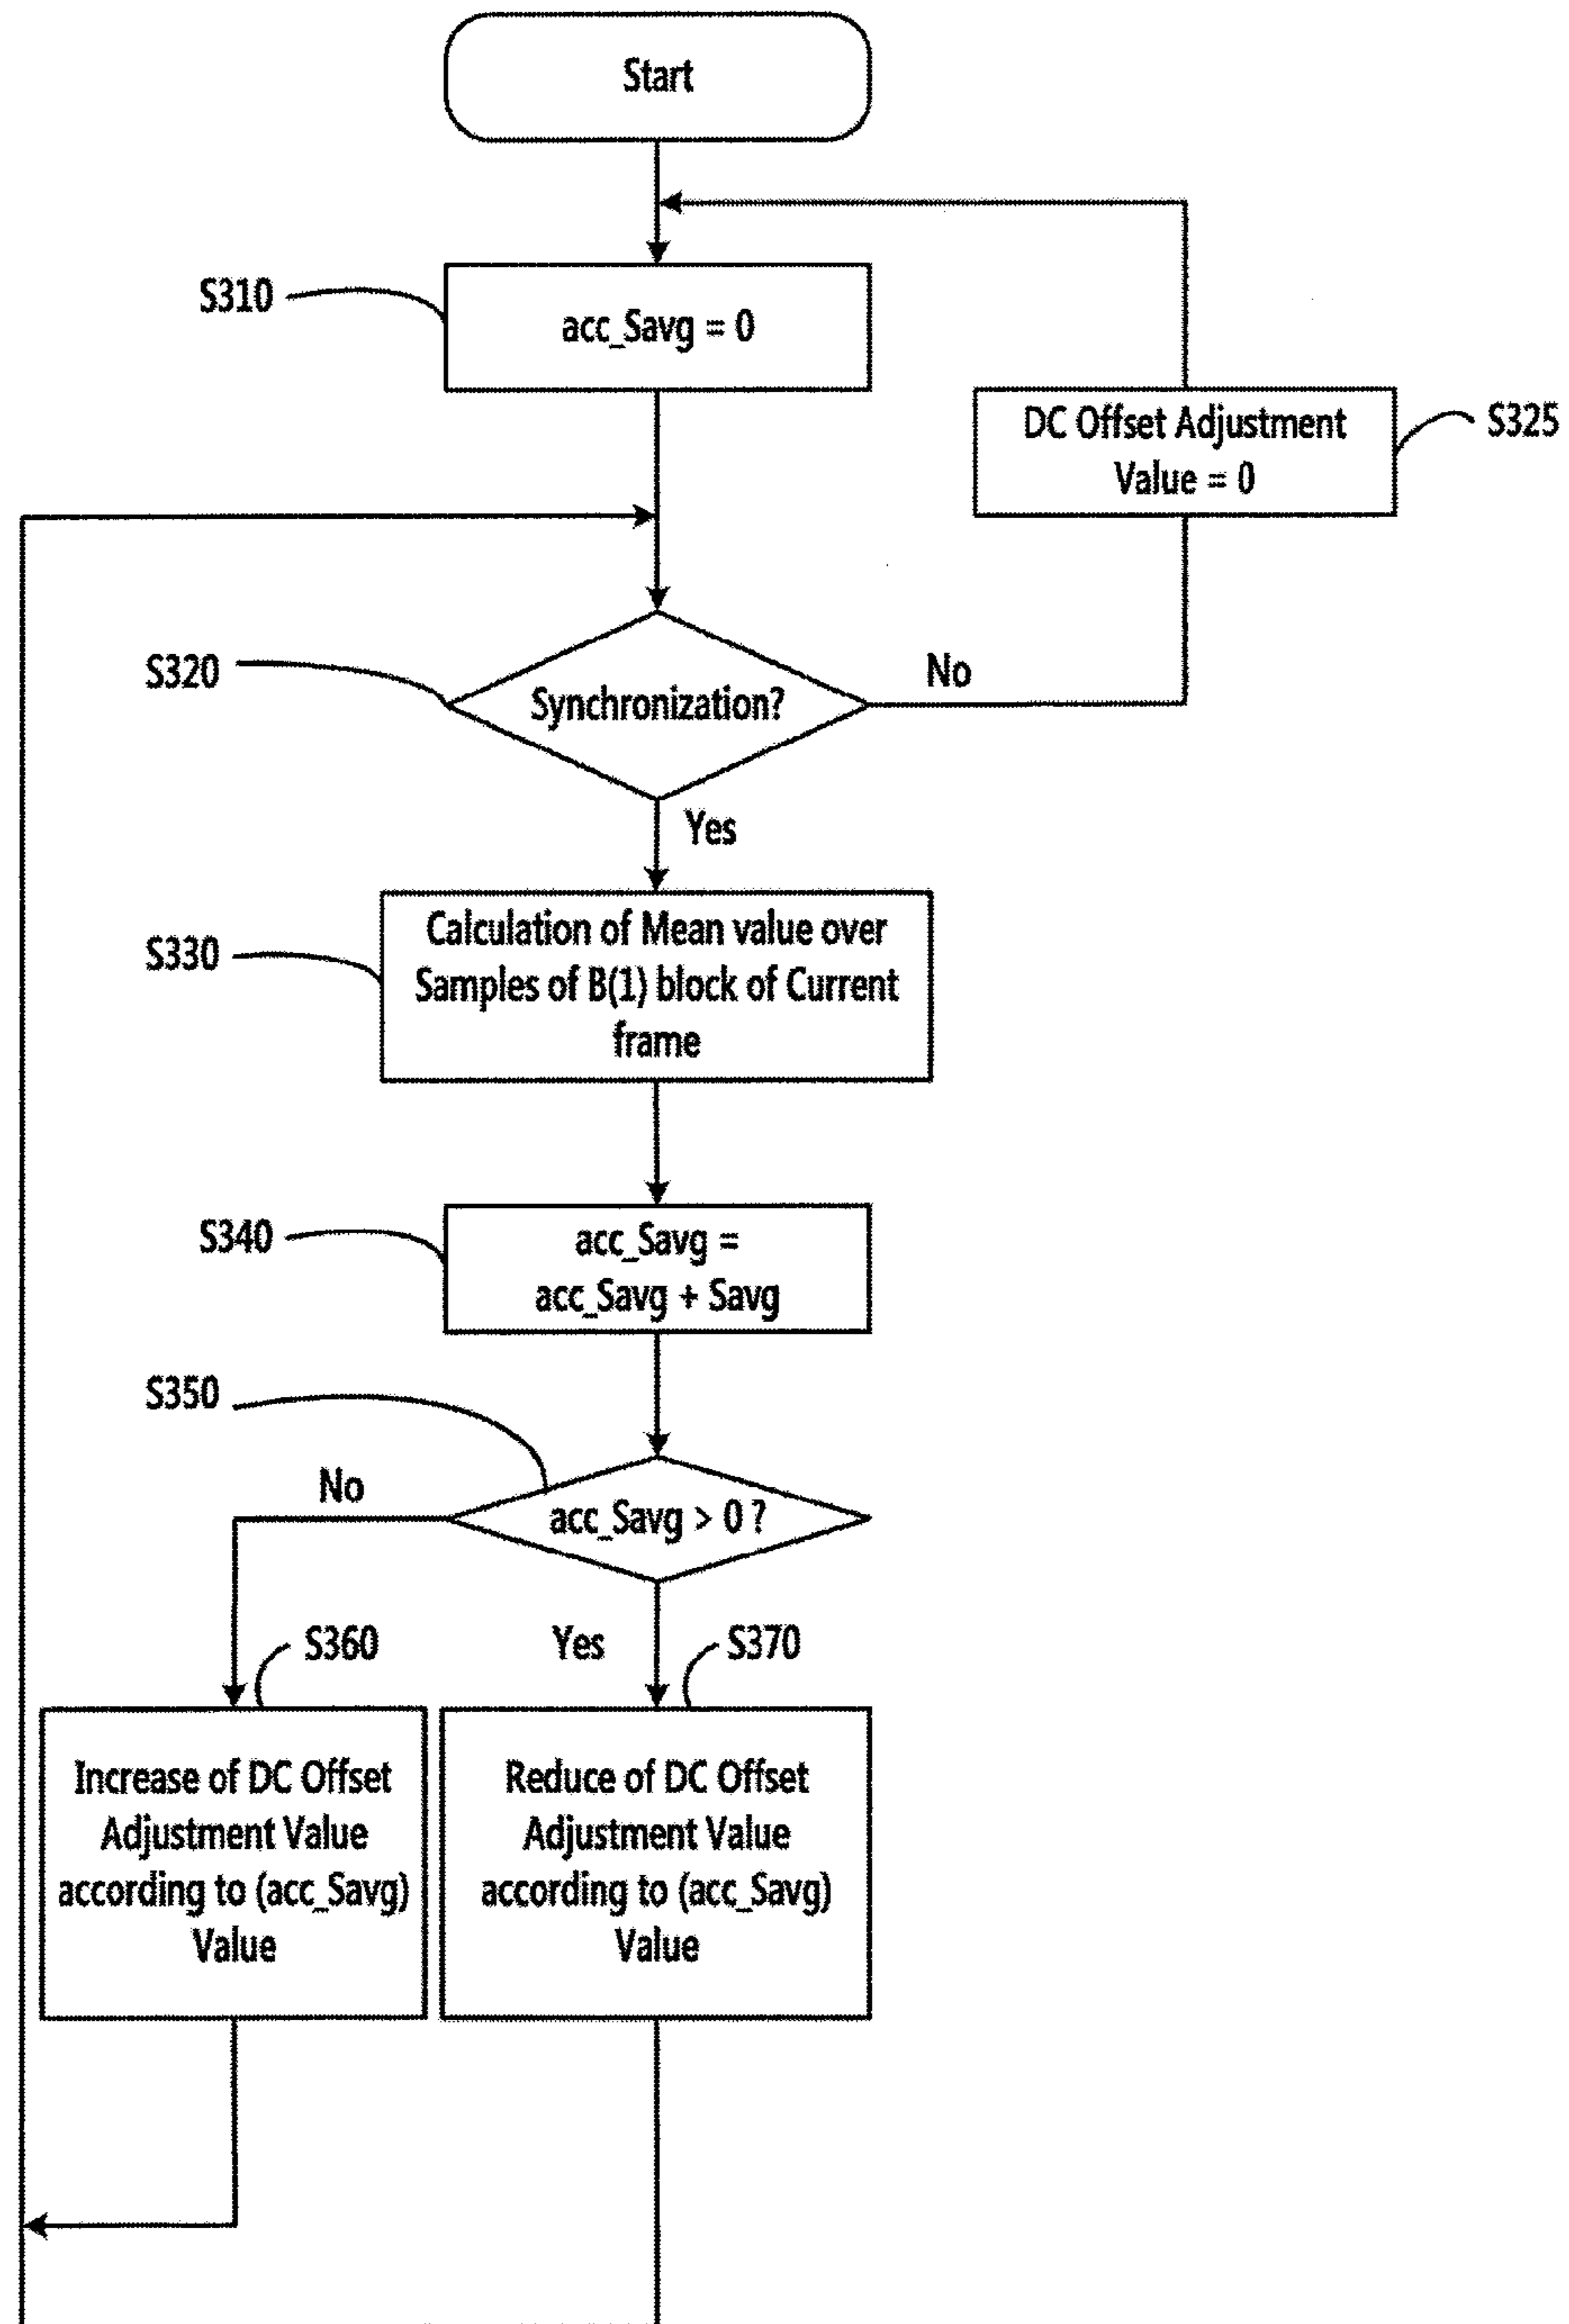 Start
S310
acc_Savg = 0
DC Offset Adjustment
Value = 0
S325
S320
Synchronization?
No
Yes
S330
Calculation of Mean value over
Samples of B(1) block of Current
frame
S340
acc_Savg =
acc_Savg + Savg
S350
No
acc_Savg > 0 ?
S360
Yes
S370
Increase of DC Offset
Adjustment Value
according to (acc_Savg)
Value
Reduce of DC Offset
Adjustment Value
according to (acc_Savg)
Value